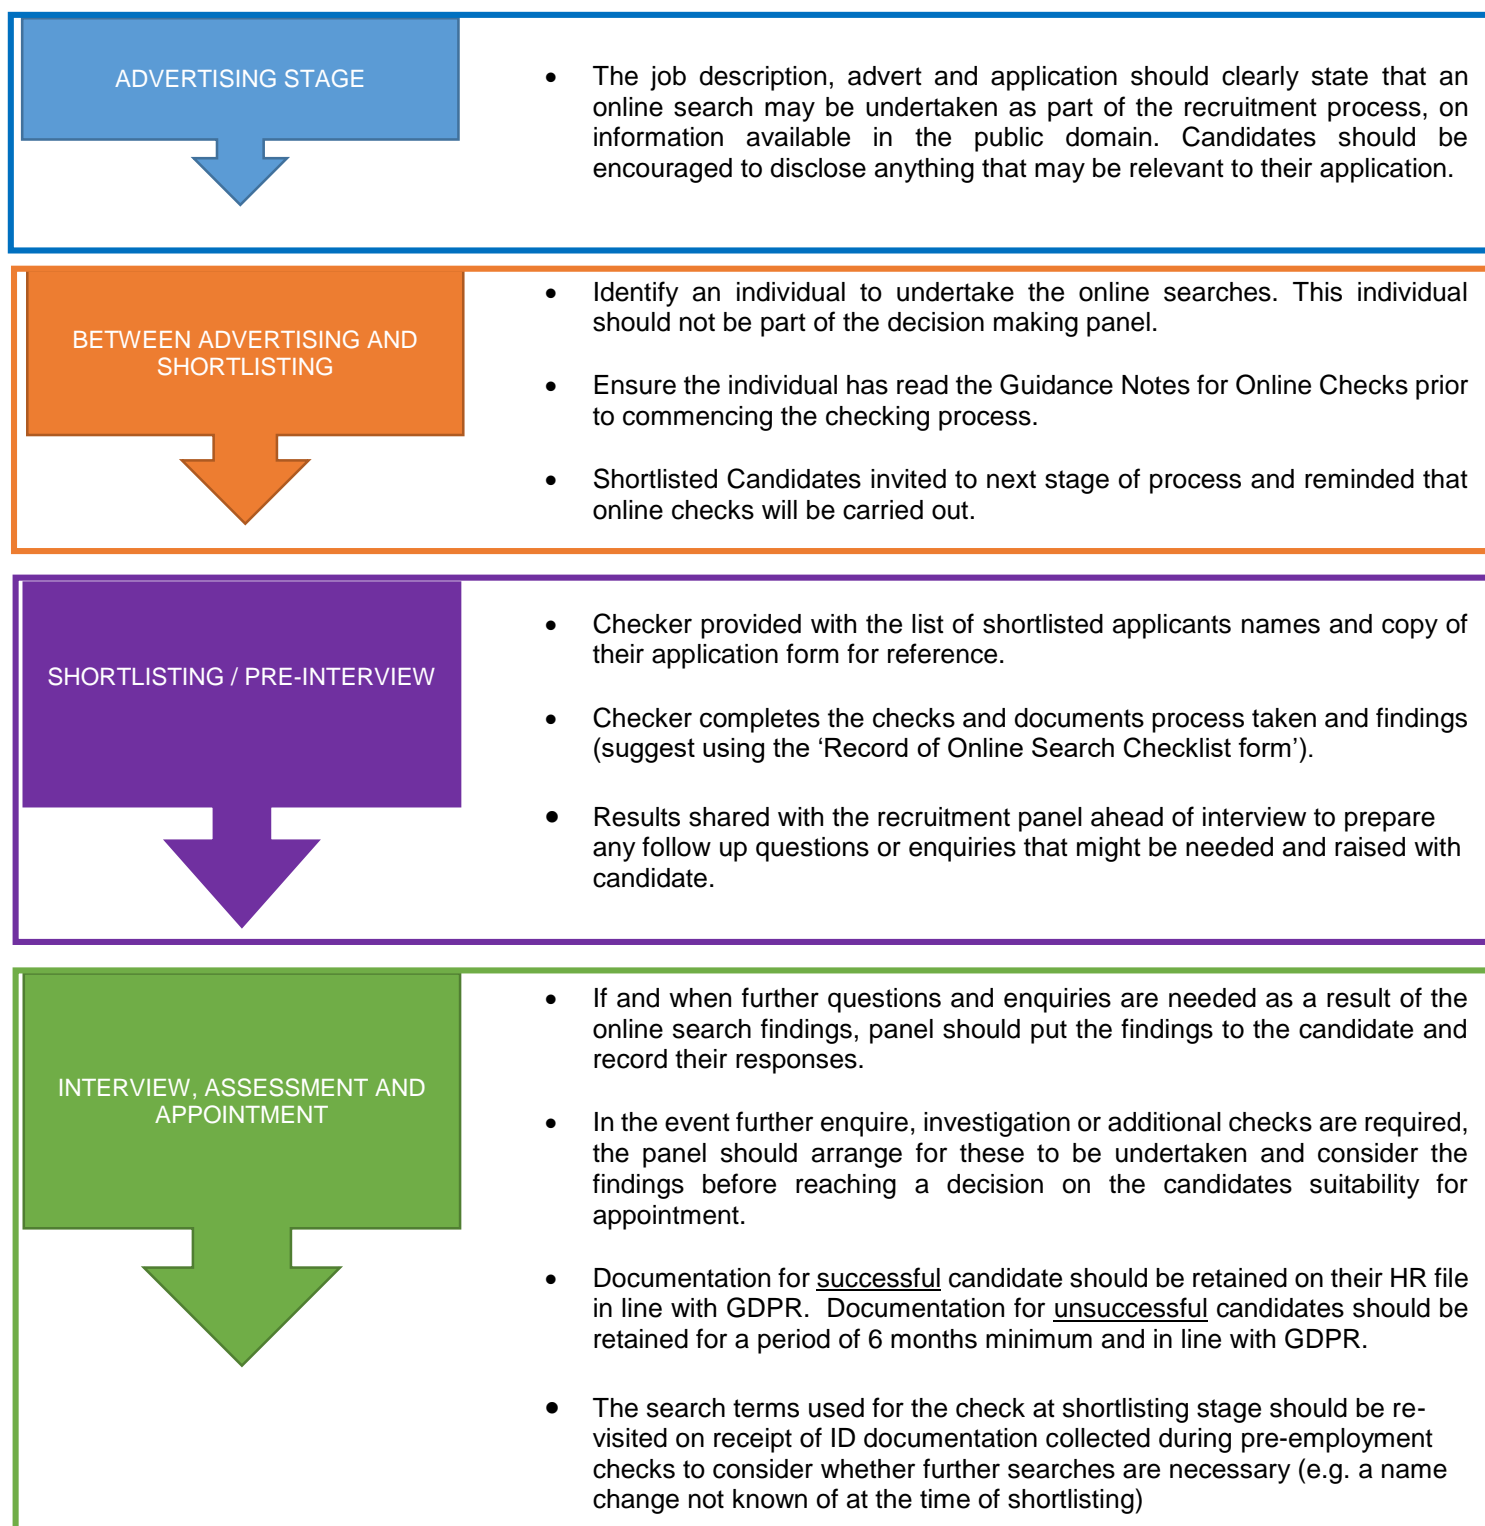 ADVERTISING STAGE
• The job description, advert and application should clearly state that an
online search may be undertaken as part of the recruitment process, on
information available in the public domain. Candidates should be
encouraged to disclose anything that may be relevant to their application.
BETWEEN ADVERTISING AND
SHORTLISTING
• Identify an individual to undertake the online searches. This individual
should not be part of the decision making panel.
• Ensure the individual has read the Guidance Notes for Online Checks prior
to commencing the checking process.
• Shortlisted Candidates invited to next stage of process and reminded that
online checks will be carried out.
SHORTLISTING / PRE-INTERVIEW
• Checker provided with the list of shortlisted applicants names and copy of
their application form for reference.
• Checker completes the checks and documents process taken and findings
(suggest using the ‘Record of Online Search Checklist form’).
• Results shared with the recruitment panel ahead of interview to prepare
any follow up questions or enquiries that might be needed and raised with
candidate.
INTERVIEW, ASSESSMENT AND
APPOINTMENT
• If and when further questions and enquiries are needed as a result of the
online search findings, panel should put the findings to the candidate and
record their responses.
• In the event further enquire, investigation or additional checks are required,
the panel should arrange for these to be undertaken and consider the
findings before reaching a decision on the candidates suitability for
appointment.
• Documentation for successful candidate should be retained on their HR file
in line with GDPR. Documentation for unsuccessful candidates should be
retained for a period of 6 months minimum and in line with GDPR.
• The search terms used for the check at shortlisting stage should be re-
visited on receipt of ID documentation collected during pre-employment
checks to consider whether further searches are necessary (e.g. a name
change not known of at the time of shortlisting)